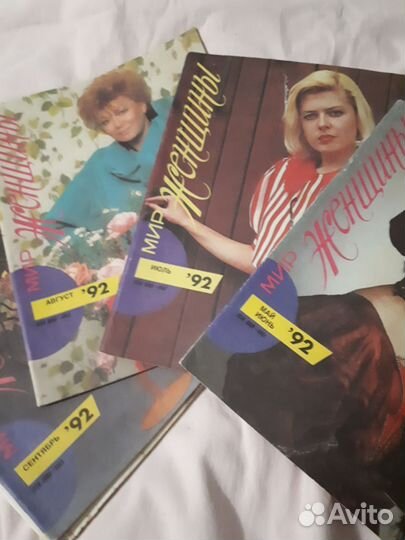 МИР ЖЕНЩИНЫ
АВГУСТ '92
МИР ЖЕНЩИНЫ
ИЮЛЬ '92
МИР ЖЕНЩИНЫ
МАЙ
ИЮНЬ '92
СЕНТЯБРЬ '92
Avito